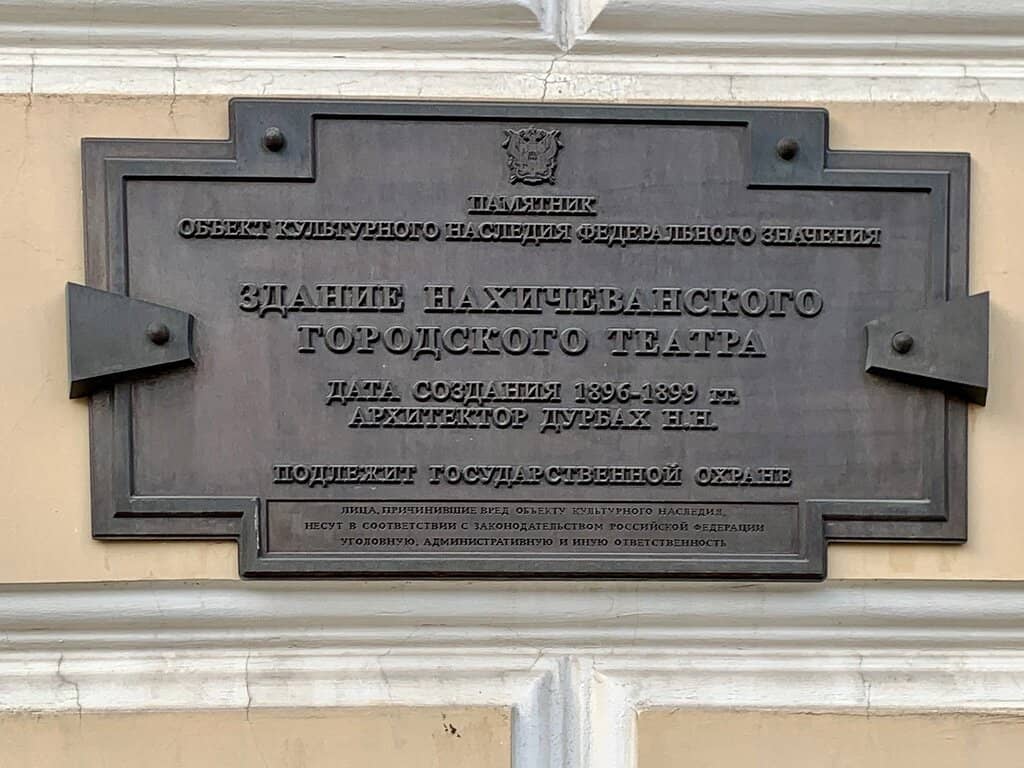 ПАМЯТНИК
ОБЪЕКТ КУЛЬТУРНОГО НАСЛЕДИЯ ФЕДЕРАЛЬНОГО ЗНАЧЕНИЯ
ЗДАНИЕ НАХИЧЕВАНСКОГО
ГОРОДСКОГО ТЕАТРА
ДАТА СОЗДАНИЯ 1896-1899 гг.
АРХИТЕКТОР ДУРБАХ Н.Н.
ПОДЛЕЖИТ ГОСУДАРСТВЕННОЙ ОХРАНЕ
ЛИЦА, ПРИЧИНИВШИЕ ВРЕД ОБЪЕКТУ КУЛЬТУРНОГО НАСЛЕДИЯ,
НЕСУТ В СООТВЕТСТВИИ С ЗАКОНОДАТЕЛЬСТВОМ РОССИЙСКОЙ ФЕДЕРАЦИИ
УГОЛОВНУЮ, АДМИНИСТРАТИВНУЮ И ИНУЮ ОТВЕТСТВЕННОСТЬ